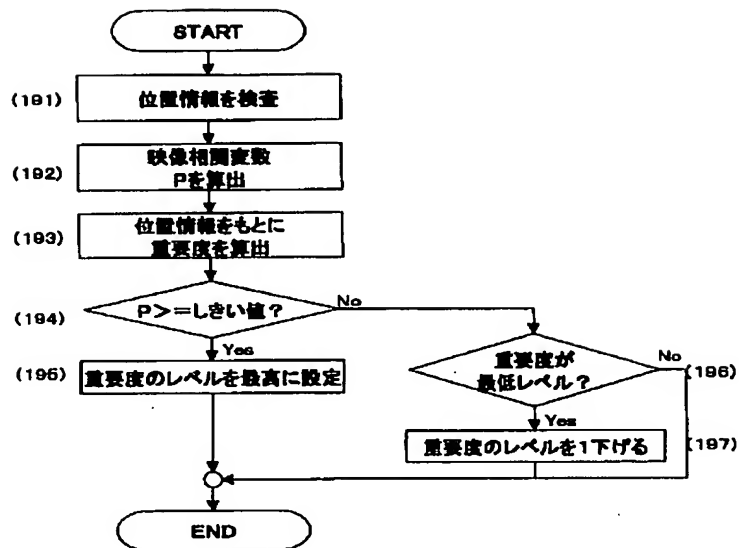 START
(191)
位置情報を検査
(192)
映像相関変数
Pを算出
(193)
位置情報をもとに
重要度を算出
(194)
P>=しきい値?
No
Yes
(195)
重要度のレベルを最高に設定
重要度が
最低レベル?
No
(196)
Yes
重要度のレベルを1下げる
(197)
END